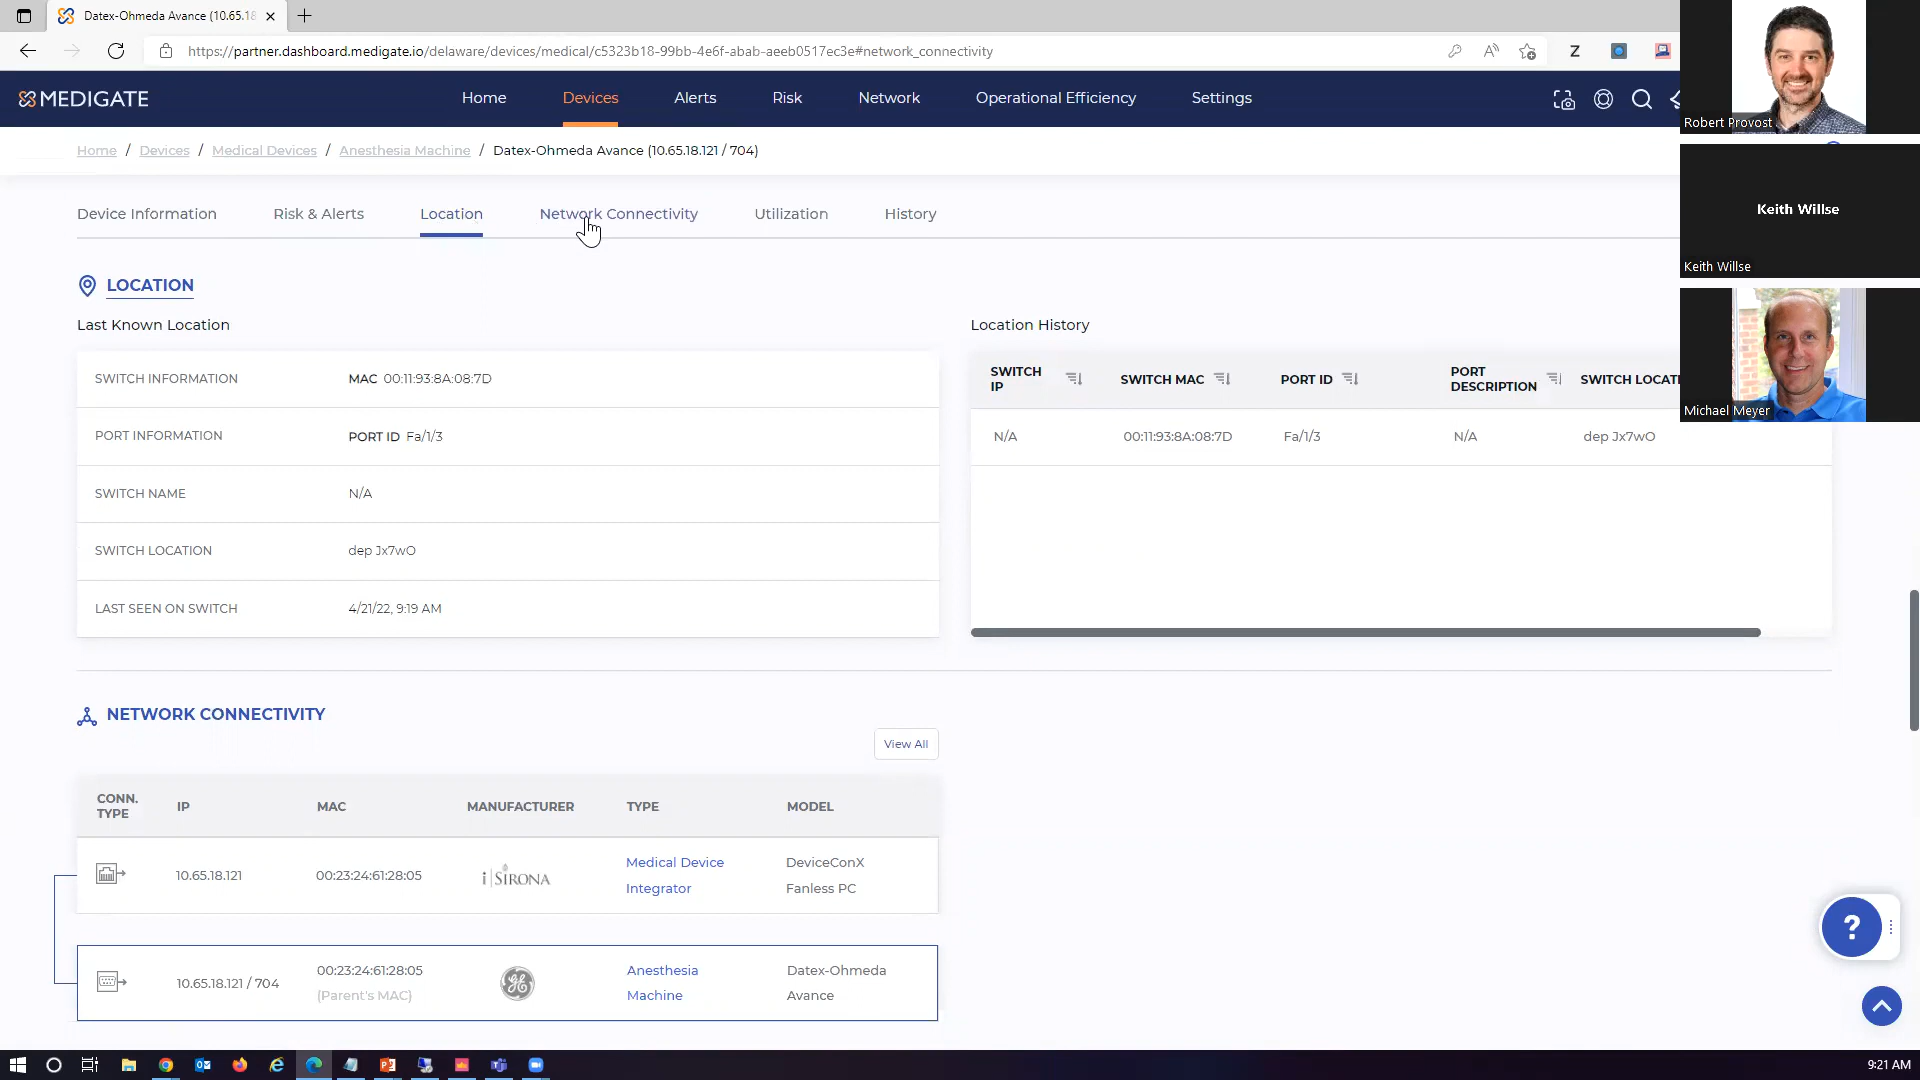 Datex-Ohmeda Avance (10.65.18
https://partner.dashboard.medigate.io/delaware/devices/medical/c5323b18-99bb-4e6f-abab-aeeb0517ec3e#network_connectivity
MEDIGATE
Home Devices Alerts Risk Network Operational Efficiency Settings
Robert Provost
Home / Devices / Medical Devices / Anesthesia Machine / Datex-Ohmeda Avance (10.65.18.121 / 704)
Device Information Risk & Alerts Location Network Connectivity Utilization History
Keith Willse
Keith Willse
LOCATION
Last Known Location
Location History
SWITCH INFORMATION MAC 00:11:93:8A:08:7D
PORT INFORMATION PORT ID Fa/1/3
SWITCH NAME N/A
SWITCH LOCATION dep Jx7wO
LAST SEEN ON SWITCH 4/21/22, 9:19 AM
SWITCH IP SWITCH MAC PORT ID PORT DESCRIPTION SWITCH LOCATI
N/A 00:11:93:8A:08:7D Fa/1/3 N/A dep Jx7wO
Michael Meyer
NETWORK CONNECTIVITY
View All
CONN. TYPE IP MAC MANUFACTURER TYPE MODEL
10.65.18.121 00:23:24:61:28:05 iSIRONA Medical Device Integrator DeviceConX Fanless PC
10.65.18.121 / 704 00:23:24:61:28:05 (Parent's MAC) GE Anesthesia Machine Datex-Ohmeda Avance
?
9:21 AM